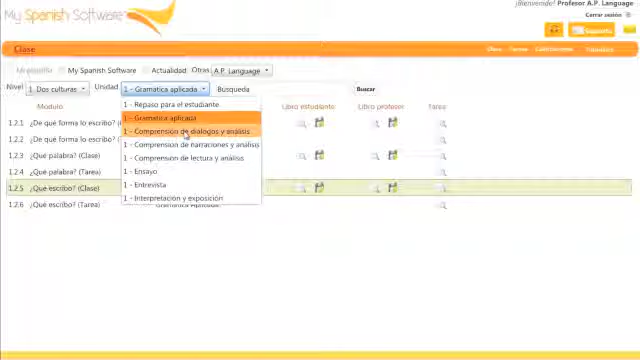 ¡Bienvenido! Profesor A.P. Language
My Spanish Software
Cerrar sesión
Soporte
Clase
My Spanish Software Actualidad Otras A.P. Language
Nivel 1 Dos culturas Unidad 1 - Gramática aplicada Búsqueda Buscar
Modulo Libro estudiante Libro profesor Tarea
1 - Repaso para el estudiante
1 - Gramática aplicada
1 - Comprensión de diálogos y análisis
1 - Comprensión de narraciones y análisis
1 - Comprensión de lectura y análisis
1 - Ensayo
1 - Entrevista
1 - Interpretación y exposición
1.2.1 ¿De qué forma lo escribo?
1.2.2 ¿De qué forma lo escribo?
1.2.3 ¿Qué palabra? (Clase)
1.2.4 ¿Qué palabra? (Tarea)
1.2.5 ¿Qué escribo? (Clase)
1.2.6 ¿Qué escribo? (Tarea) Gramática Aplicada